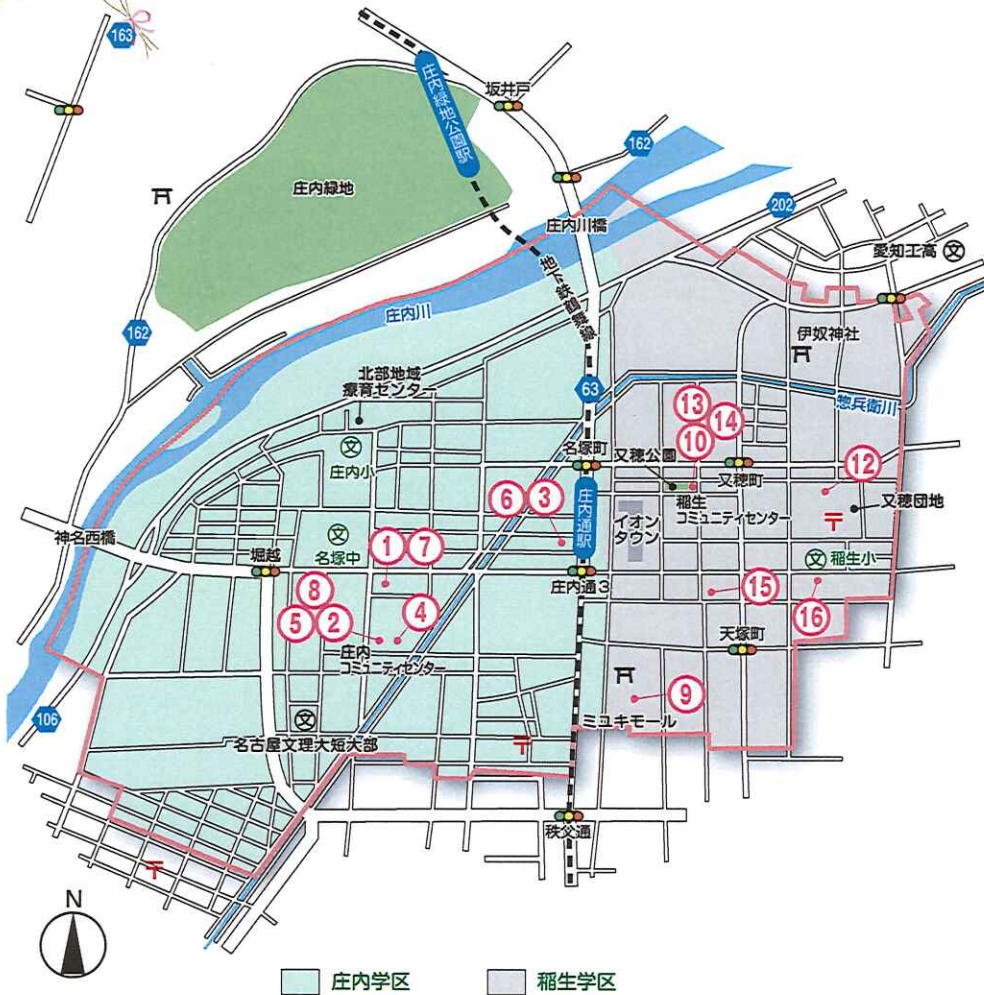 163
坂井戸
庄内緑地公園駅
162
庄内緑地
202
庄内川橋
愛知工高
文
地下鉄鶴舞線
庄内川
162
伊奴神社
北部地域
療育センター
63
惣兵衛川
13
14
10
名塚町
又穂公園
文
庄内小
又穂町
12
6
3
庄内通駅
イオン
タウン
稲生
コミュニティセンター
又穂団地
神名西橋
文
名塚中
堀越
1
7
文
稲生小
庄内通3
8
5
2
4
15
16
庄内
コミュニティセンター
天塚町
9
106
文
ミユキモール
名古屋文理大短大部
秩父通
N
庄内学区
稲生学区